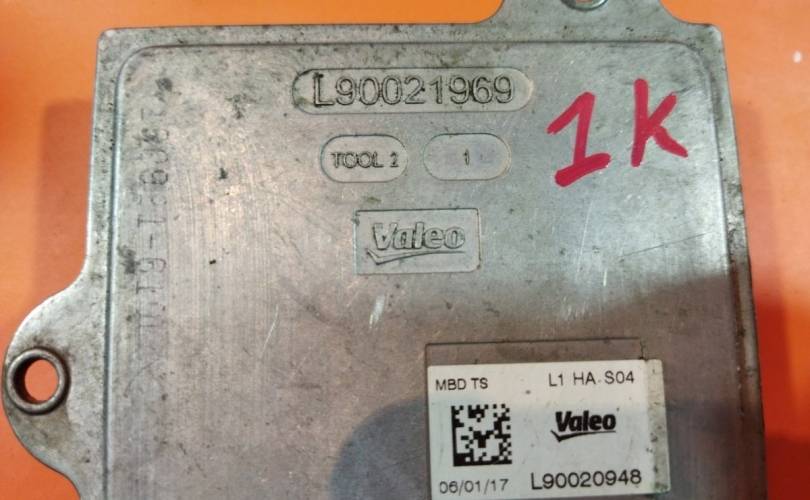 L90021969
1K
TOOL 2
1
Valeo
MBD TS
L1 HA-S04
Valeo
06/01/17
L90020948